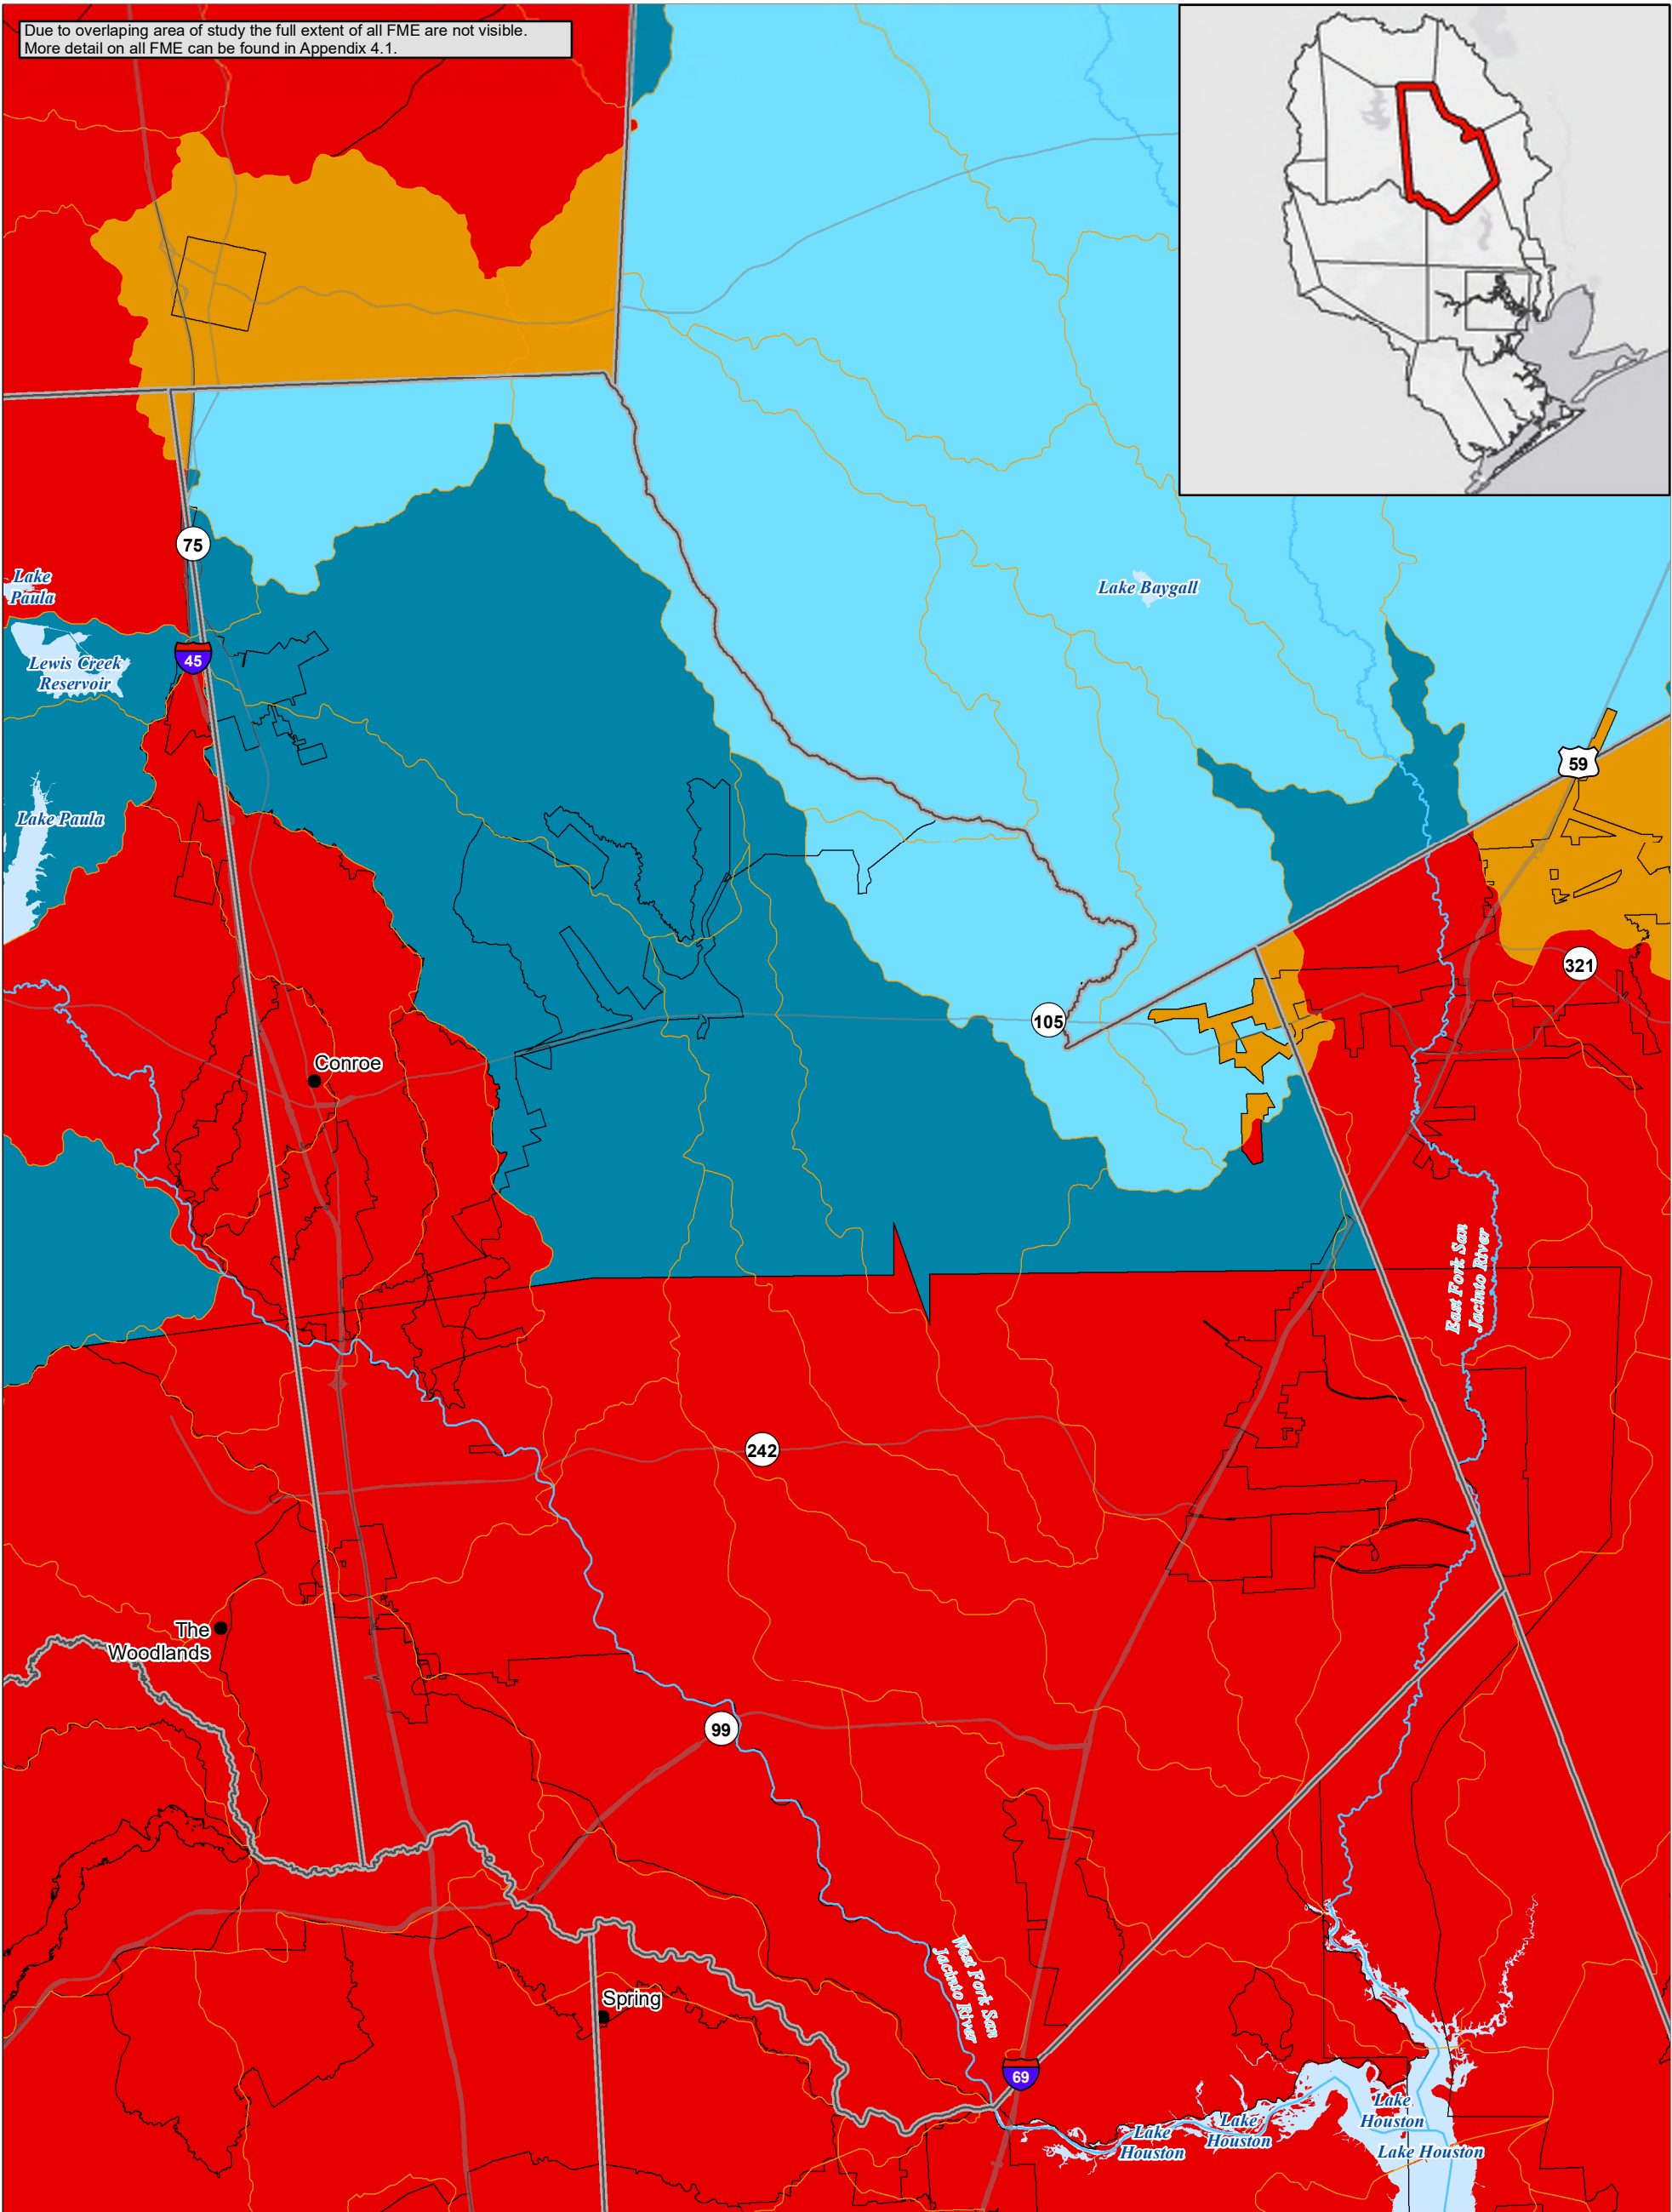 Due to overlaping area of study the full extent of all FME are not visible.
More detail on all FME can be found in Appendix 4.1.
75
Lake
Paula
Lake Baygall
45
Lewis Creek
Reservoir
59
Lake Paula
321
105
Conroe
East Fork San
Jacinto River
242
The
Woodlands
99
West Fork San
Jacinto River
Spring
69
Lake
Houston
Lake
Houston
Lake
Houston
Lake Houston